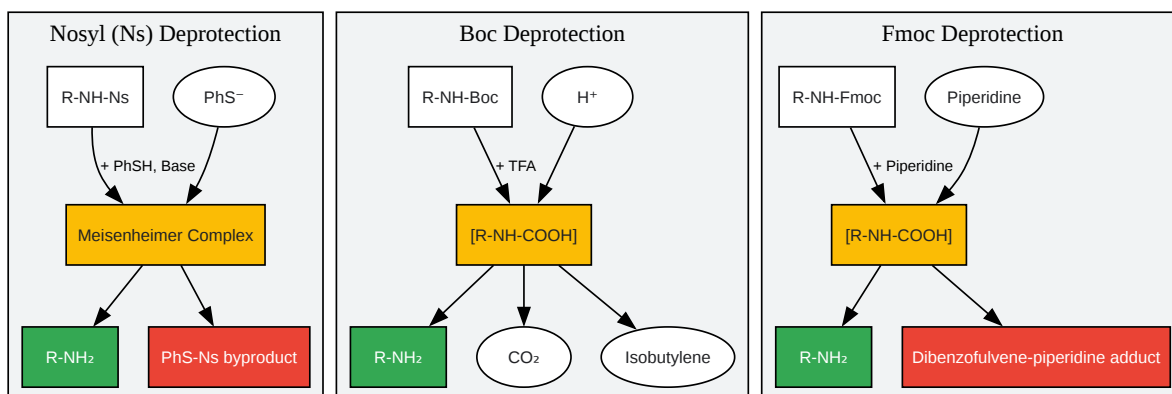 Nosyl (Ns) Deprotection
R-NH-Ns
PhS⁻
+ PhSH, Base
Meisenheimer Complex
R-NH₂
PhS-Ns byproduct
Boc Deprotection
R-NH-Boc
H⁺
+ TFA
[R-NH-COOH]
R-NH₂
CO₂
Isobutylene
Fmoc Deprotection
R-NH-Fmoc
Piperidine
+ Piperidine
[R-NH-COOH]
R-NH₂
Dibenzofulvene-piperidine adduct